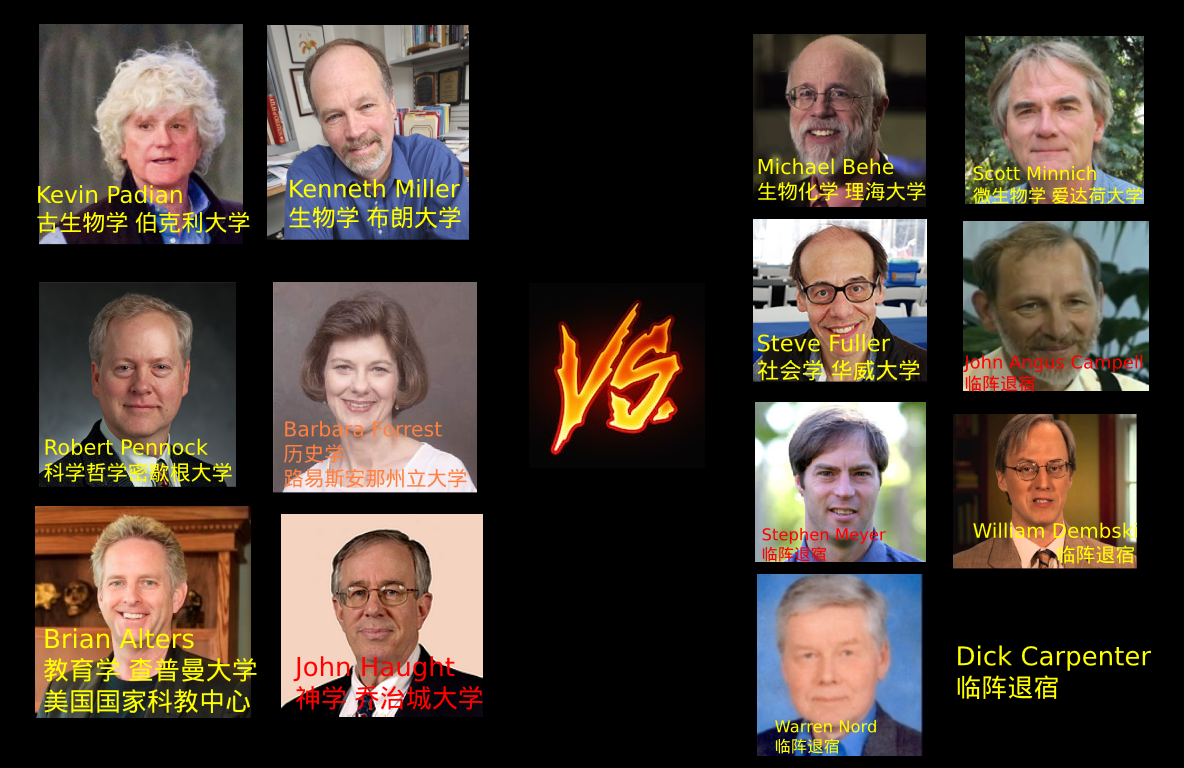 Kevin Padian
古生物学 伯克利大学
Kenneth Miller
生物学 布朗大学
Robert Pennock
科学哲学密歇根大学
Barbara Forrest
历史学
路易斯安那州立大学
Brian Alters
教育学 查普曼大学
美国国家科教中心
John Haught
神学 乔治城大学
VS.
Michael Behe
生物化学 理海大学
Scott Minnich
微生物学 爱达荷大学
Steve Fuller
社会学 华威大学
John Angus Campell
临阵退宿
Stephen Meyer
临阵退宿
William Dembski
临阵退宿
Warren Nord
临阵退宿
Dick Carpenter
临阵退宿